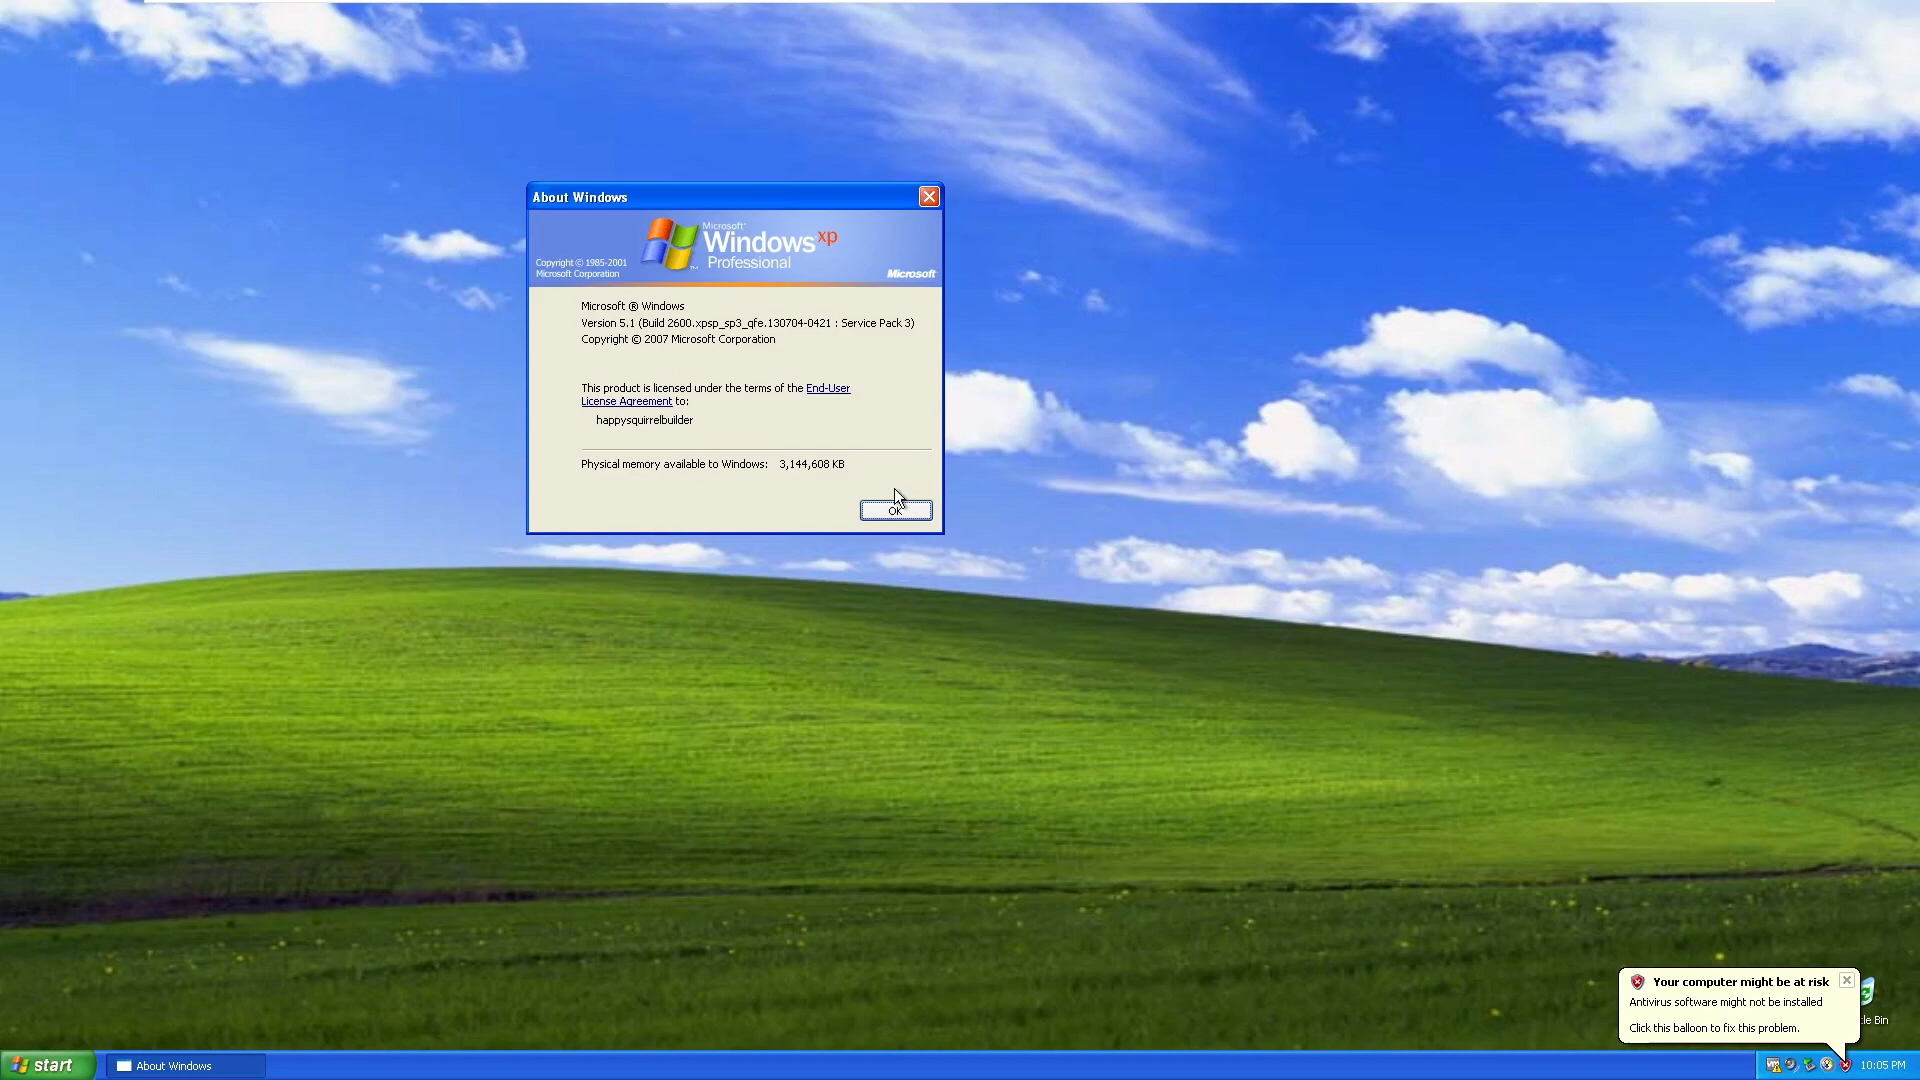 About Windows
Copyright © 1985-2001
Microsoft Corporation
Microsoft®
Windows xp
Professional
Microsoft
Microsoft ® Windows
Version 5.1 (Build 2600.xpsp_sp3_qfe.130704-0421 : Service Pack 3)
Copyright © 2007 Microsoft Corporation
This product is licensed under the terms of the End-User
License Agreement to:
happysquirrelbuilder
Physical memory available to Windows: 3,144,608 KB
OK
Your computer might be at risk
Antivirus software might not be installed
Click this balloon to fix this problem.
Bin
start
About Windows
10:05 PM